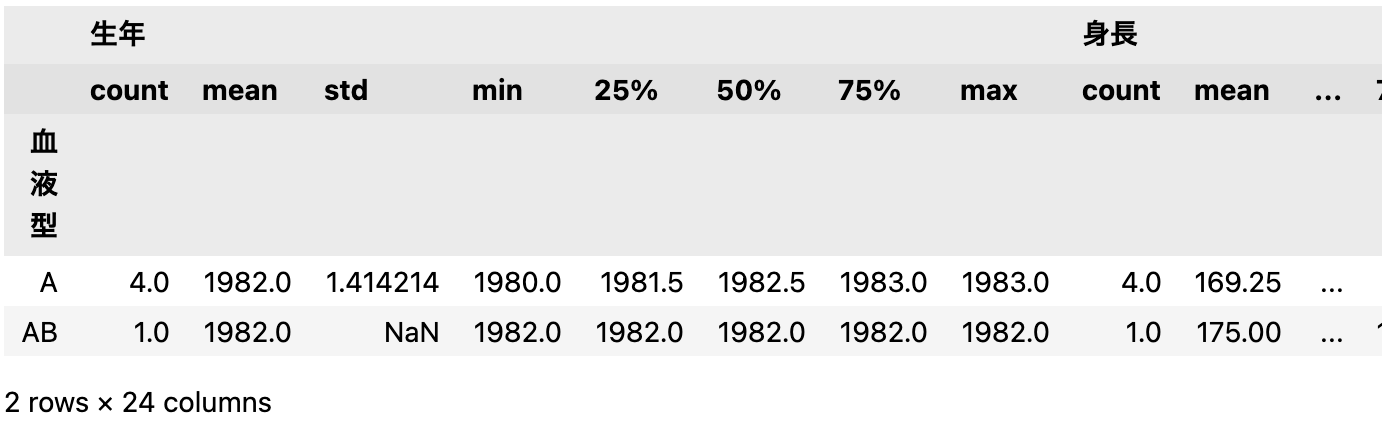 生年 身長
count mean std min 25% 50% 75% max count mean ...
血
液
型
A 4.0 1982.0 1.414214 1980.0 1981.5 1982.5 1983.0 1983.0 4.0 169.25 ...
AB 1.0 1982.0 NaN 1982.0 1982.0 1982.0 1982.0 1982.0 1.0 175.00 ...
2 rows × 24 columns